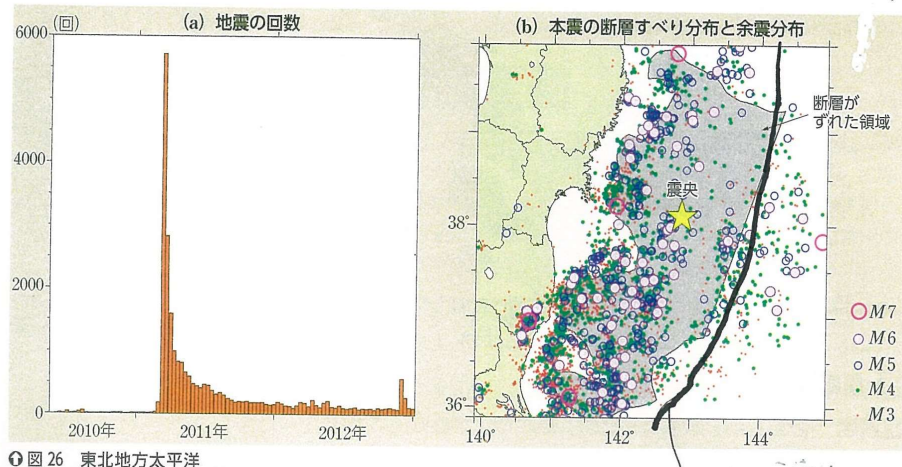 (a) 地震の回数
(回)
6000
4000
2000
0
2010年
2011年
2012年
(b) 本震の断層すべり分布と余震分布
断層が
ずれた領域
震央
38°
36°
140°
142°
144°
M7
M6
M5
M4
M3
図26 東北地方太平洋